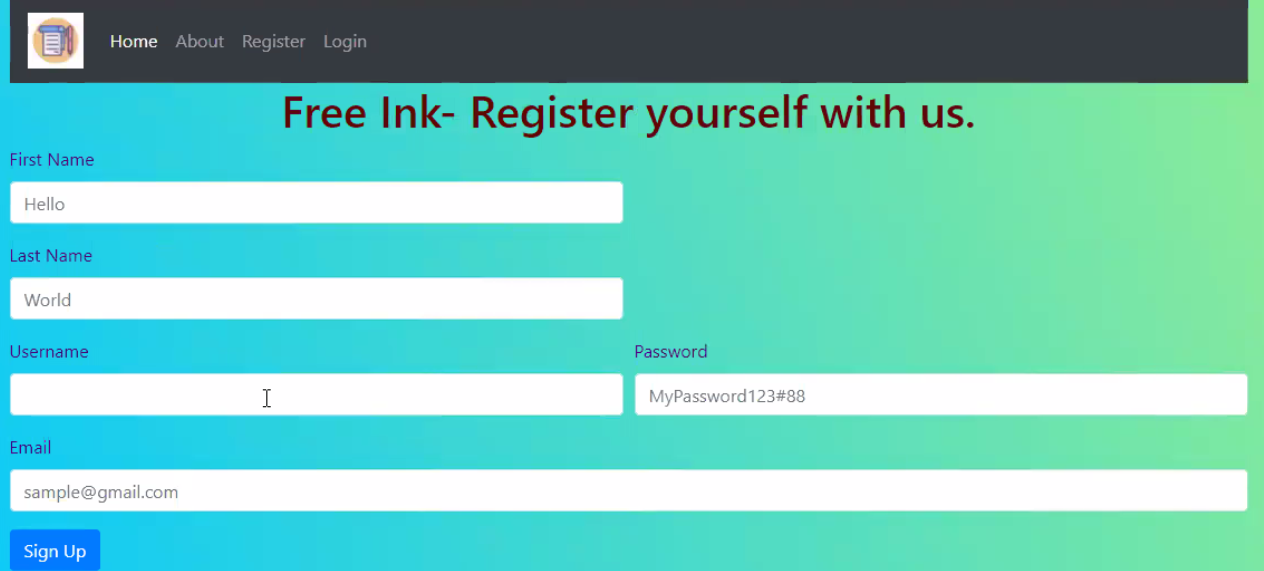 Home About Register Login
Free Ink- Register yourself with us.
First Name
Hello
Last Name
World
Username Password
MyPassword123#88
Email
sample@gmail.com
Sign Up